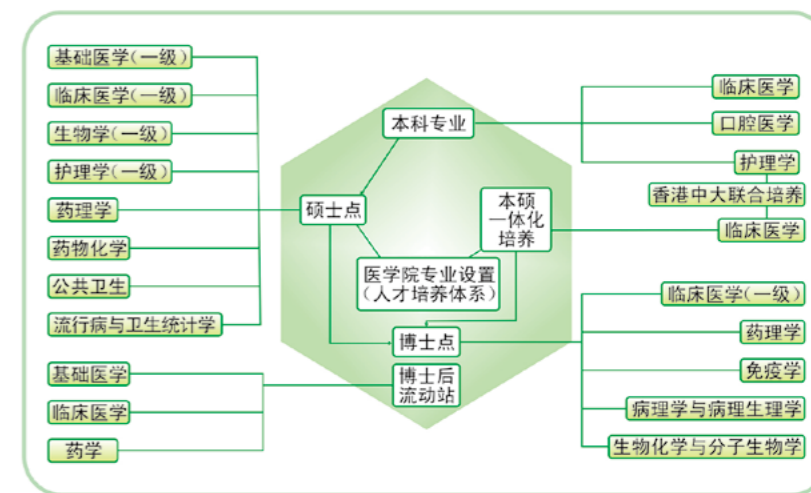 基础医学(一级)
临床医学(一级)
生物学(一级)
护理学(一级)
药理学
药物化学
公共卫生
流行病与卫生统计学
基础医学
临床医学
药学
本科专业
硕士点
本硕
一体化
培养
医学院专业设置
(人才培养体系)
博士点
博士后
流动站
临床医学
口腔医学
护理学
香港中大联合培养
临床医学
临床医学(一级)
药理学
免疫学
病理学与病理生理学
生物化学与分子生物学